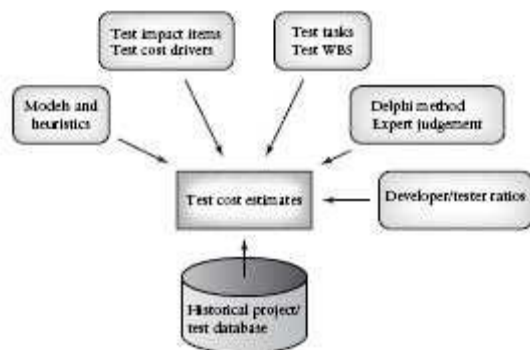 Test impact items
Test cost drivers
Test tasks
Test WBS
Models and
heuristics
Delphi method
Expert judgement
Test cost estimates
Developer/tester ratios
Historical project/
test database